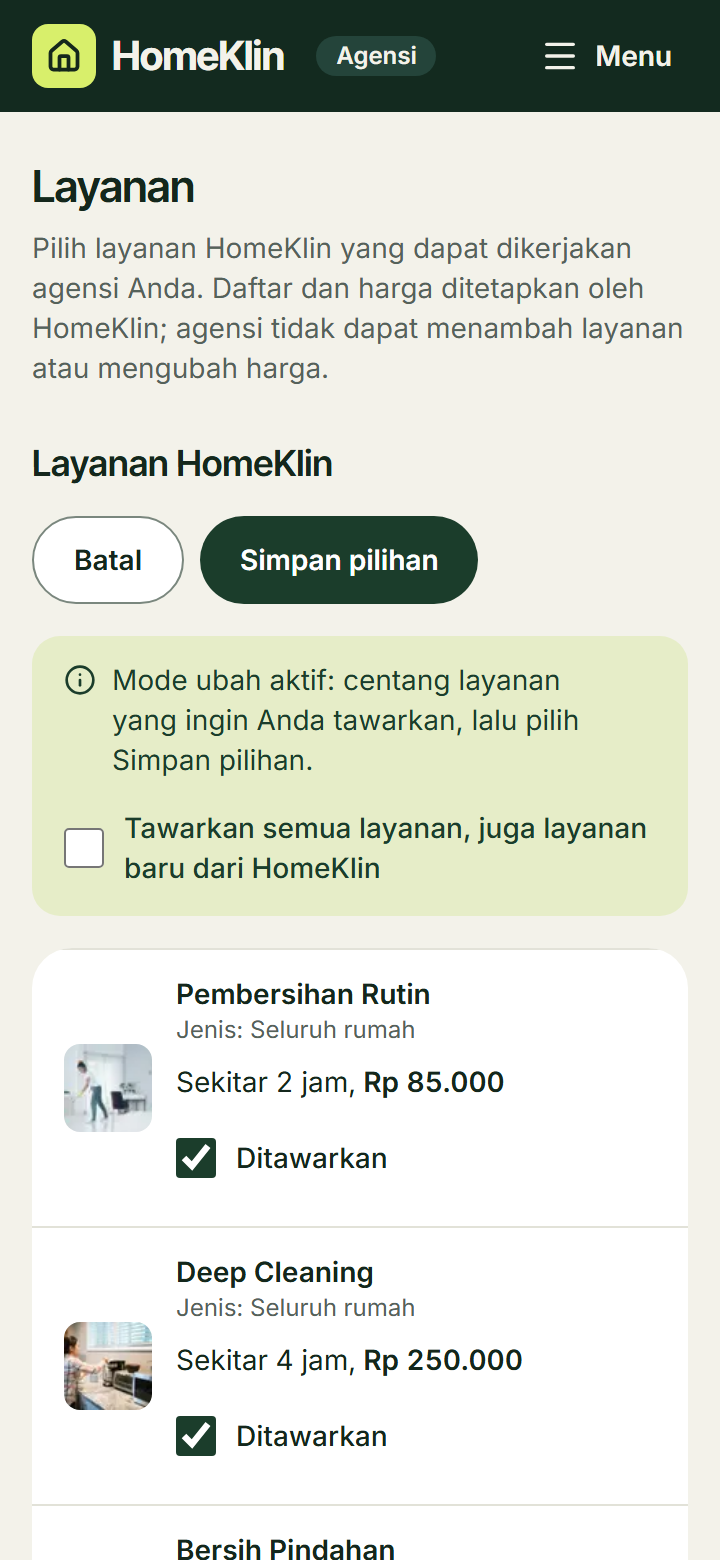 HomeKlin Agensi Menu
Layanan
Pilih layanan HomeKlin yang dapat dikerjakan
agensi Anda. Daftar dan harga ditetapkan oleh
HomeKlin; agensi tidak dapat menambah layanan
atau mengubah harga.
Layanan HomeKlin
Batal Simpan pilihan
Mode ubah aktif: centang layanan
yang ingin Anda tawarkan, lalu pilih
Simpan pilihan.
Tawarkan semua layanan, juga layanan
baru dari HomeKlin
Pembersihan Rutin
Jenis: Seluruh rumah
Sekitar 2 jam, Rp 85.000
Ditawarkan
Deep Cleaning
Jenis: Seluruh rumah
Sekitar 4 jam, Rp 250.000
Ditawarkan
Bersih Pindahan